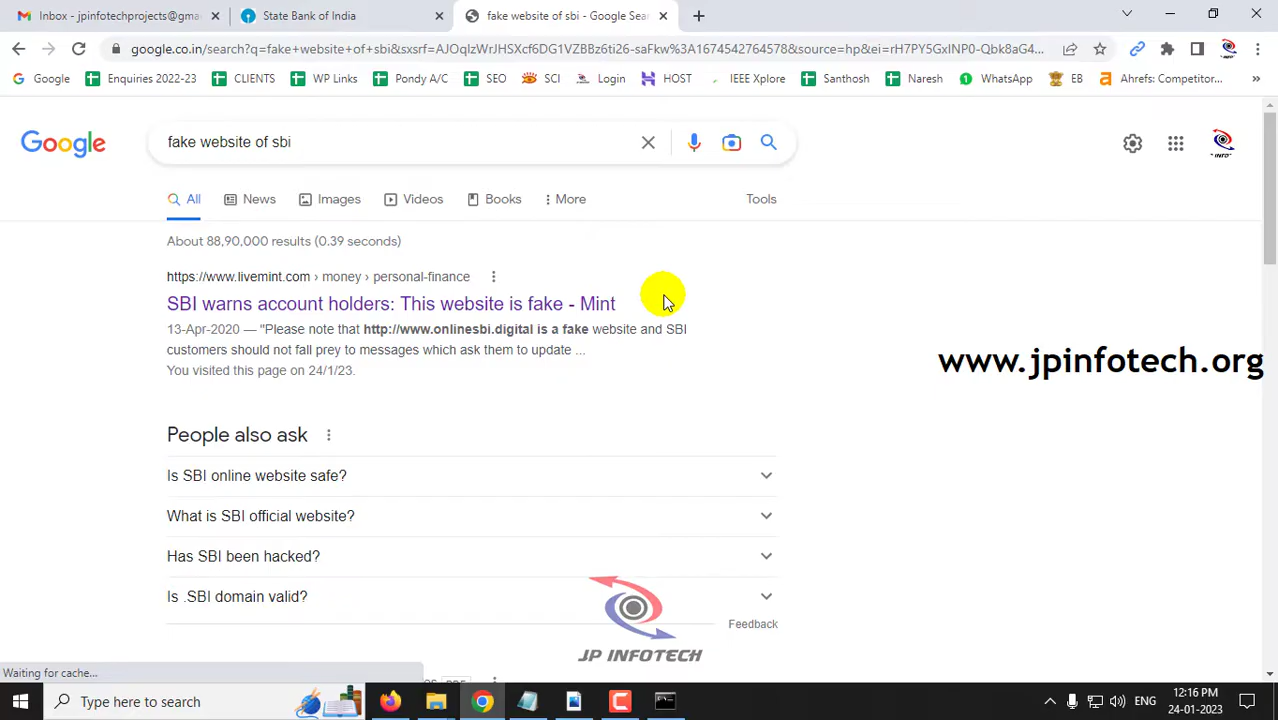 Inbox - jpinfotechprojects@gma
State Bank of India
fake website of sbi - Google Sea
google.co.in/search?q=fake+website+of+sbi&sxsrf=AJOqlzWrJHSXGf6DG1VZBBz6ti26-saFkw%3A1674542764578&source=hp&ei=rH7PY5GxINP0-Qbk8aG4...
Google
Enquiries 2022-23
CLIENTS
WP Links
Pondy A/C
SEO
SCI
Login
HOST
IEEE Xplore
Santhosh
Naresh
WhatsApp
EB
Ahrefs: Competitor...
Google
fake website of sbi
All
News
Images
Videos
Books
More
Tools
About 88,90,000 results (0.39 seconds)
https://www.livemint.com › money › personal-finance
SBI warns account holders: This website is fake - Mint
13-Apr-2020 — "Please note that http://www.onlinesbi.digital is a fake website and SBI
customers should not fall prey to messages which ask them to update ...
You visited this page on 24/1/23.
www.jpinfotech.org
People also ask
Is SBI online website safe?
What is SBI official website?
Has SBI been hacked?
Is .SBI domain valid?
Feedback
JP INFOTECH
Waiting for cache...
Type here to search
ENG
12:16 PM
24-01-2023